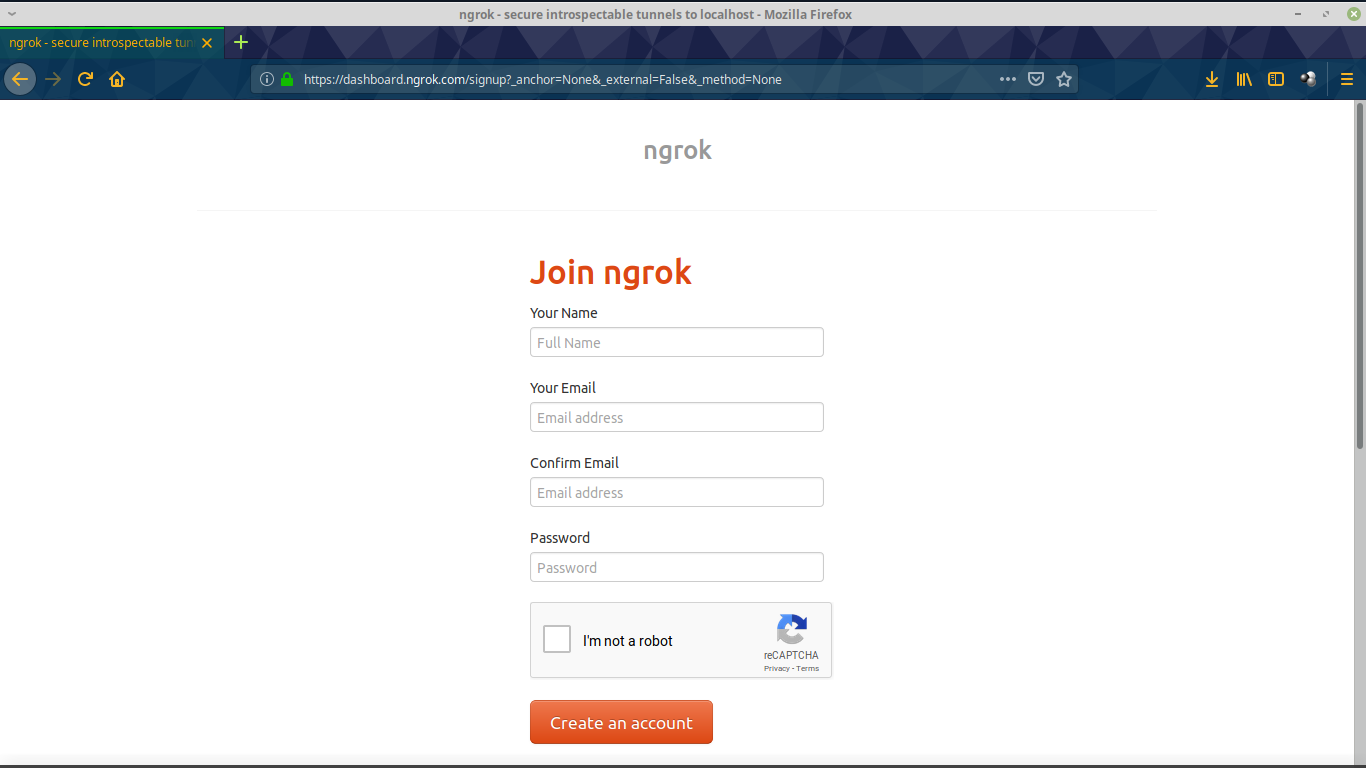 ngrok - secure introspectable tunnels to localhost - Mozilla Firefox
ngrok - secure introspectable tun
https://dashboard.ngrok.com/signup?_anchor=None&_external=False&_method=None
ngrok
Join ngrok
Your Name
Full Name
Your Email
Email address
Confirm Email
Email address
Password
Password
I'm not a robot
reCAPTCHA
Privacy - Terms
Create an account